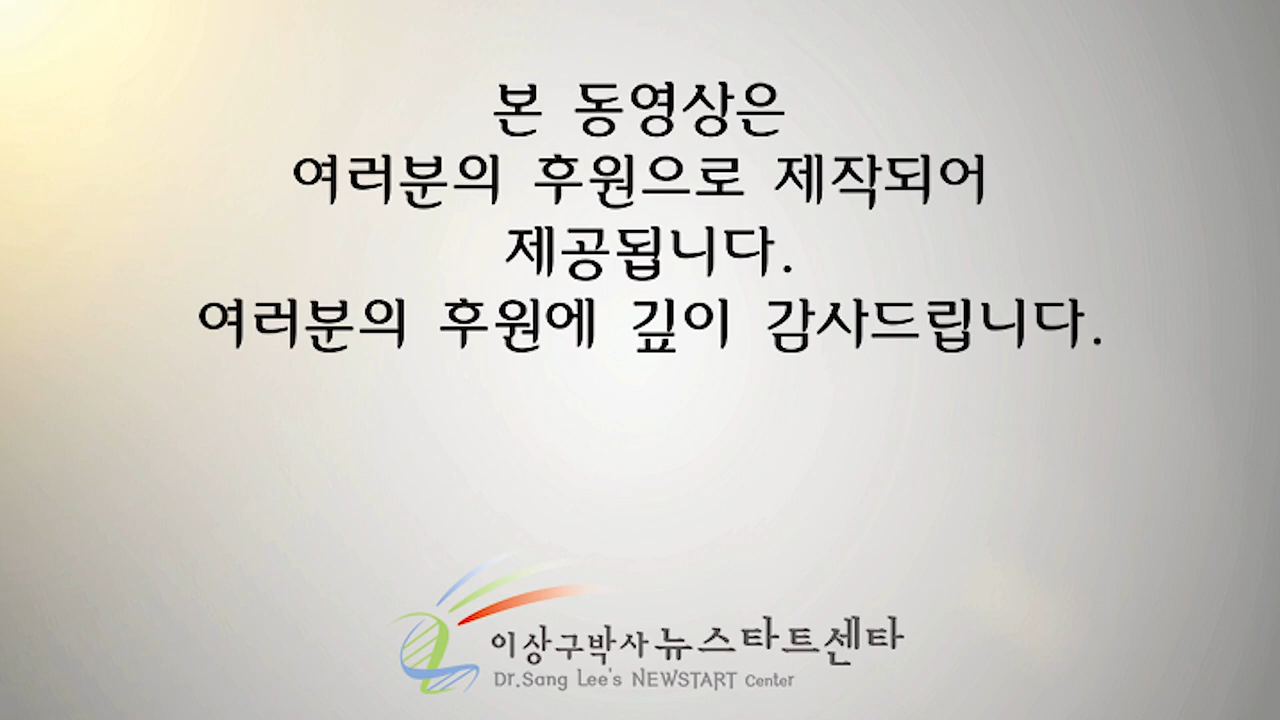 본 동영상은
여러분의 후원으로 제작되어
제공됩니다.
여러분의 후원에 깊이 감사드립니다.
이상구박사뉴스타트센타
Dr.Sang Lee's NEWSTART Center